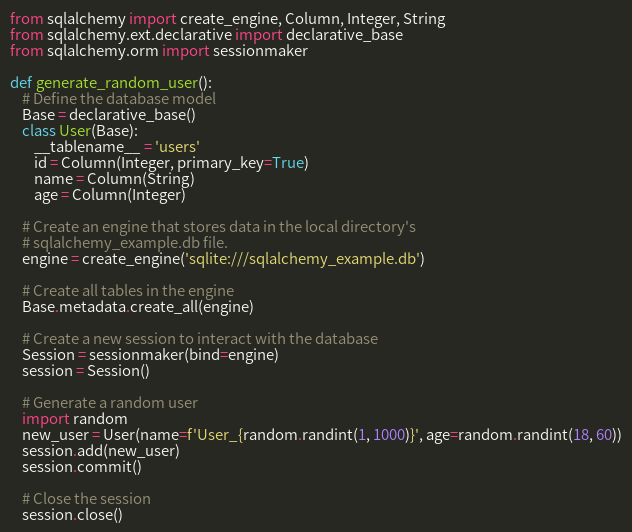 from sqlalchemy import create_engine, Column, Integer, String
from sqlalchemy.ext.declarative import declarative_base
from sqlalchemy.orm import sessionmaker

def generate_random_user():
    # Define the database model
    Base = declarative_base()
    class User(Base):
        __tablename__ = 'users'
        id = Column(Integer, primary_key=True)
        name = Column(String)
        age = Column(Integer)

    # Create an engine that stores data in the local directory's
    # sqlalchemy_example.db file.
    engine = create_engine('sqlite:///sqlalchemy_example.db')

    # Create all tables in the engine
    Base.metadata.create_all(engine)

    # Create a new session to interact with the database
    Session = sessionmaker(bind=engine)
    session = Session()

    # Generate a random user
    import random
    new_user = User(name=f'User_{random.randint(1, 1000)}', age=random.randint(18, 60))
    session.add(new_user)
    session.commit()

    # Close the session
    session.close()